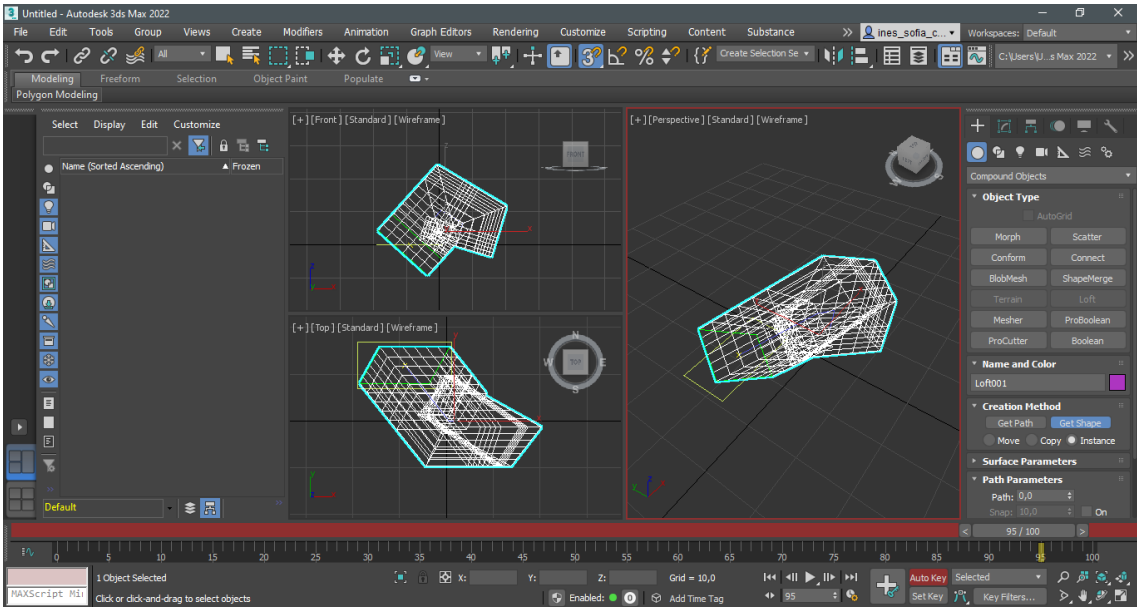 Untitled - Autodesk 3ds Max 2022
File Edit Tools Group Views Create Modifiers Animation Graph Editors Rendering Customize Scripting Content Substance ines_sofia_c... Workspaces: Default
All View Create Selection Se C:\Users\U...s Max 2022
Modeling Freeform Selection Object Paint Populate
Polygon Modeling
Select Display Edit Customize
Name (Sorted Ascending) ▲ Frozen
[+] [Front] [Standard] [Wireframe]
FRONT
z
x
z
y
[+] [Top] [Standard] [Wireframe]
N
W TOP E
S
y
x
y
[+] [Perspective] [Standard] [Wireframe]
z
Compound Objects
Object Type
AutoGrid
Morph Scatter
Conform Connect
BlobMesh ShapeMerge
Terrain Loft
Mesher ProBoolean
ProCutter Boolean
Name and Color
Loft001
Creation Method
Get Path Get Shape
Move Copy Instance
Surface Parameters
Path Parameters
Path: 0,0
Snap: 10,0 On
Default
< 95 / 100 >
0 5 10 15 20 25 30 35 40 45 50 55 60 65 70 75 80 85 90 95 100
1 Object Selected X: Y: Z: Grid = 10,0 Auto Key Selected
MAXScript Mi Click or click-and-drag to select objects Enabled: Add Time Tag 95 Set Key Key Filters...